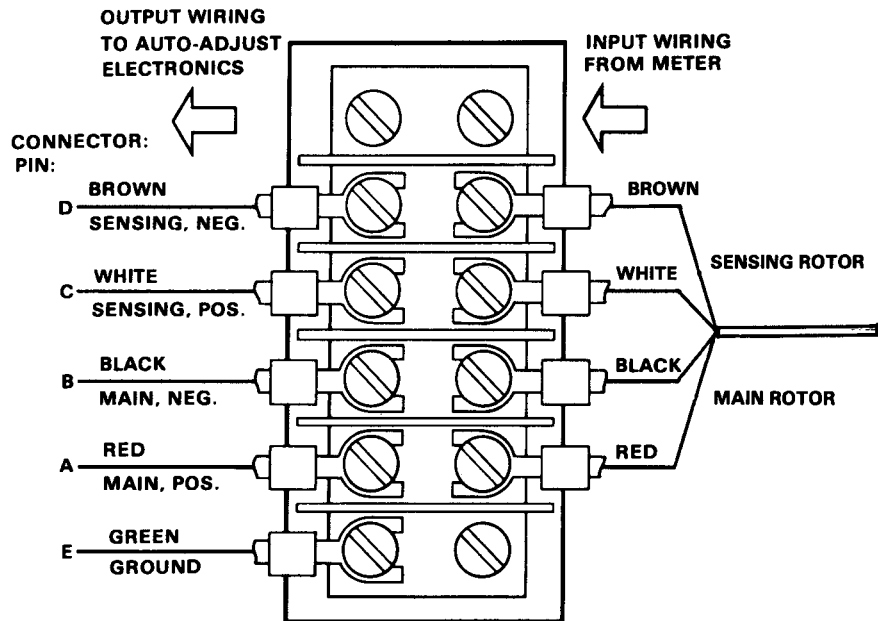 OUTPUT WIRING
TO AUTO-ADJUST
ELECTRONICS
INPUT WIRING
FROM METER
CONNECTOR:
PIN:
D
BROWN
SENSING, NEG.
BROWN
C
WHITE
SENSING, POS.
WHITE
SENSING ROTOR
B
BLACK
MAIN, NEG.
BLACK
MAIN ROTOR
A
RED
MAIN, POS.
RED
E
GREEN
GROUND